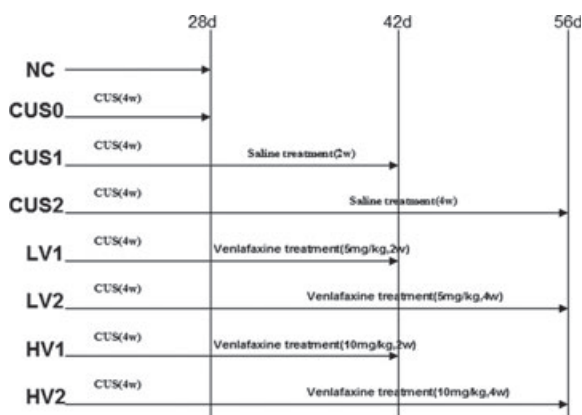 28d 42d 56d
NC
CUS(4w)
CUS0
CUS(4w) Saline treatment(2w)
CUS1
CUS(4w) Saline treatment(4w)
CUS2
CUS(4w) Venlafaxine treatment(5mg/kg,2w)
LV1
CUS(4w) Venlafaxine treatment(5mg/kg,4w)
LV2
CUS(4w) Venlafaxine treatment(10mg/kg,2w)
HV1
CUS(4w) Venlafaxine treatment(10mg/kg,4w)
HV2